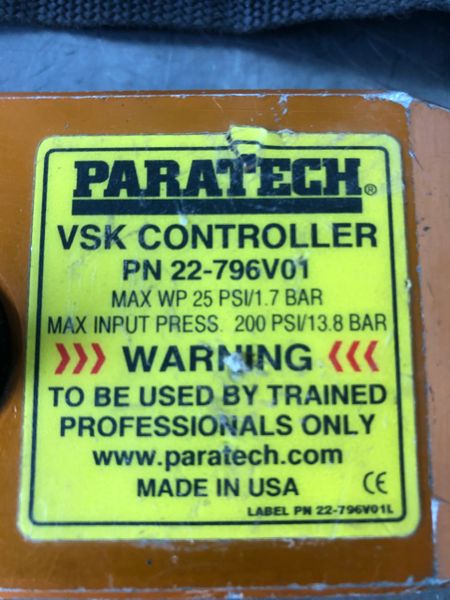 PARATECH®
VSK CONTROLLER
PN 22-796V01
MAX WP 25 PSI/1.7 BAR
MAX INPUT PRESS. 200 PSI/13.8 BAR
❯❯❯ WARNING ❮❮❮
TO BE USED BY TRAINED
PROFESSIONALS ONLY
www.paratech.com
MADE IN USA CE
LABEL PN 22-796V01L